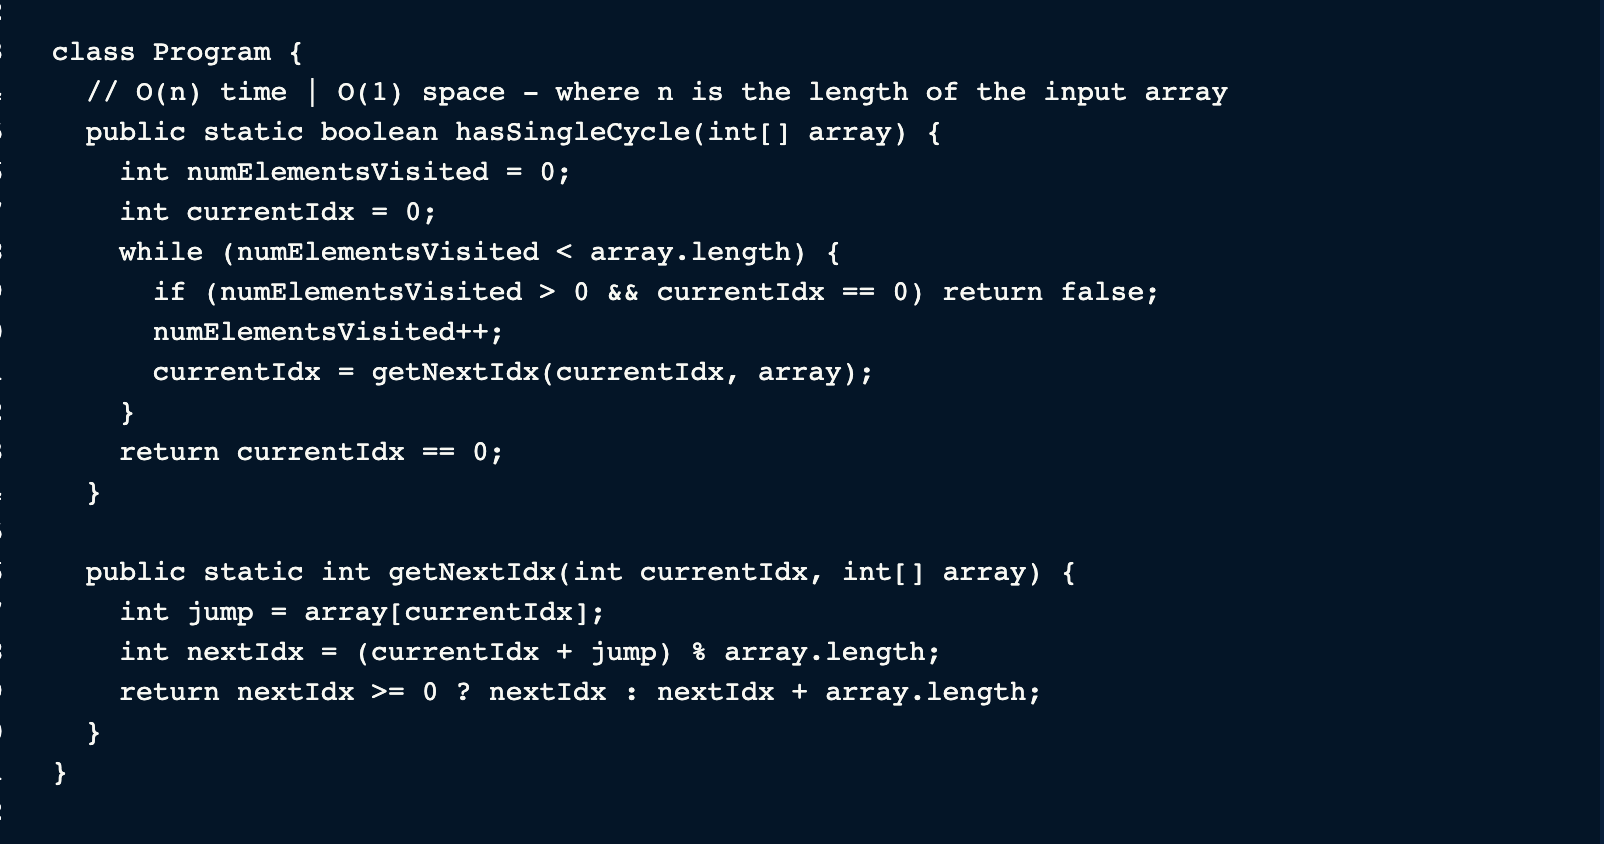 class Program {
// O(n) time | O(1) space - where n is the length of the input array
public static boolean hasSingleCycle(int[] array) {
int numElementsVisited = 0;
int currentIdx = 0;
while (numElementsVisited < array.length) {
if (numElementsVisited > 0 && currentIdx == 0) return false;
numElementsVisited++;
currentIdx = getNextIdx(currentIdx, array);
}
return currentIdx == 0;
}
public static int getNextIdx(int currentIdx, int[] array) {
int jump = array[currentIdx];
int nextIdx = (currentIdx + jump) % array.length;
return nextIdx >= 0 ? nextIdx : nextIdx + array.length;
}
}